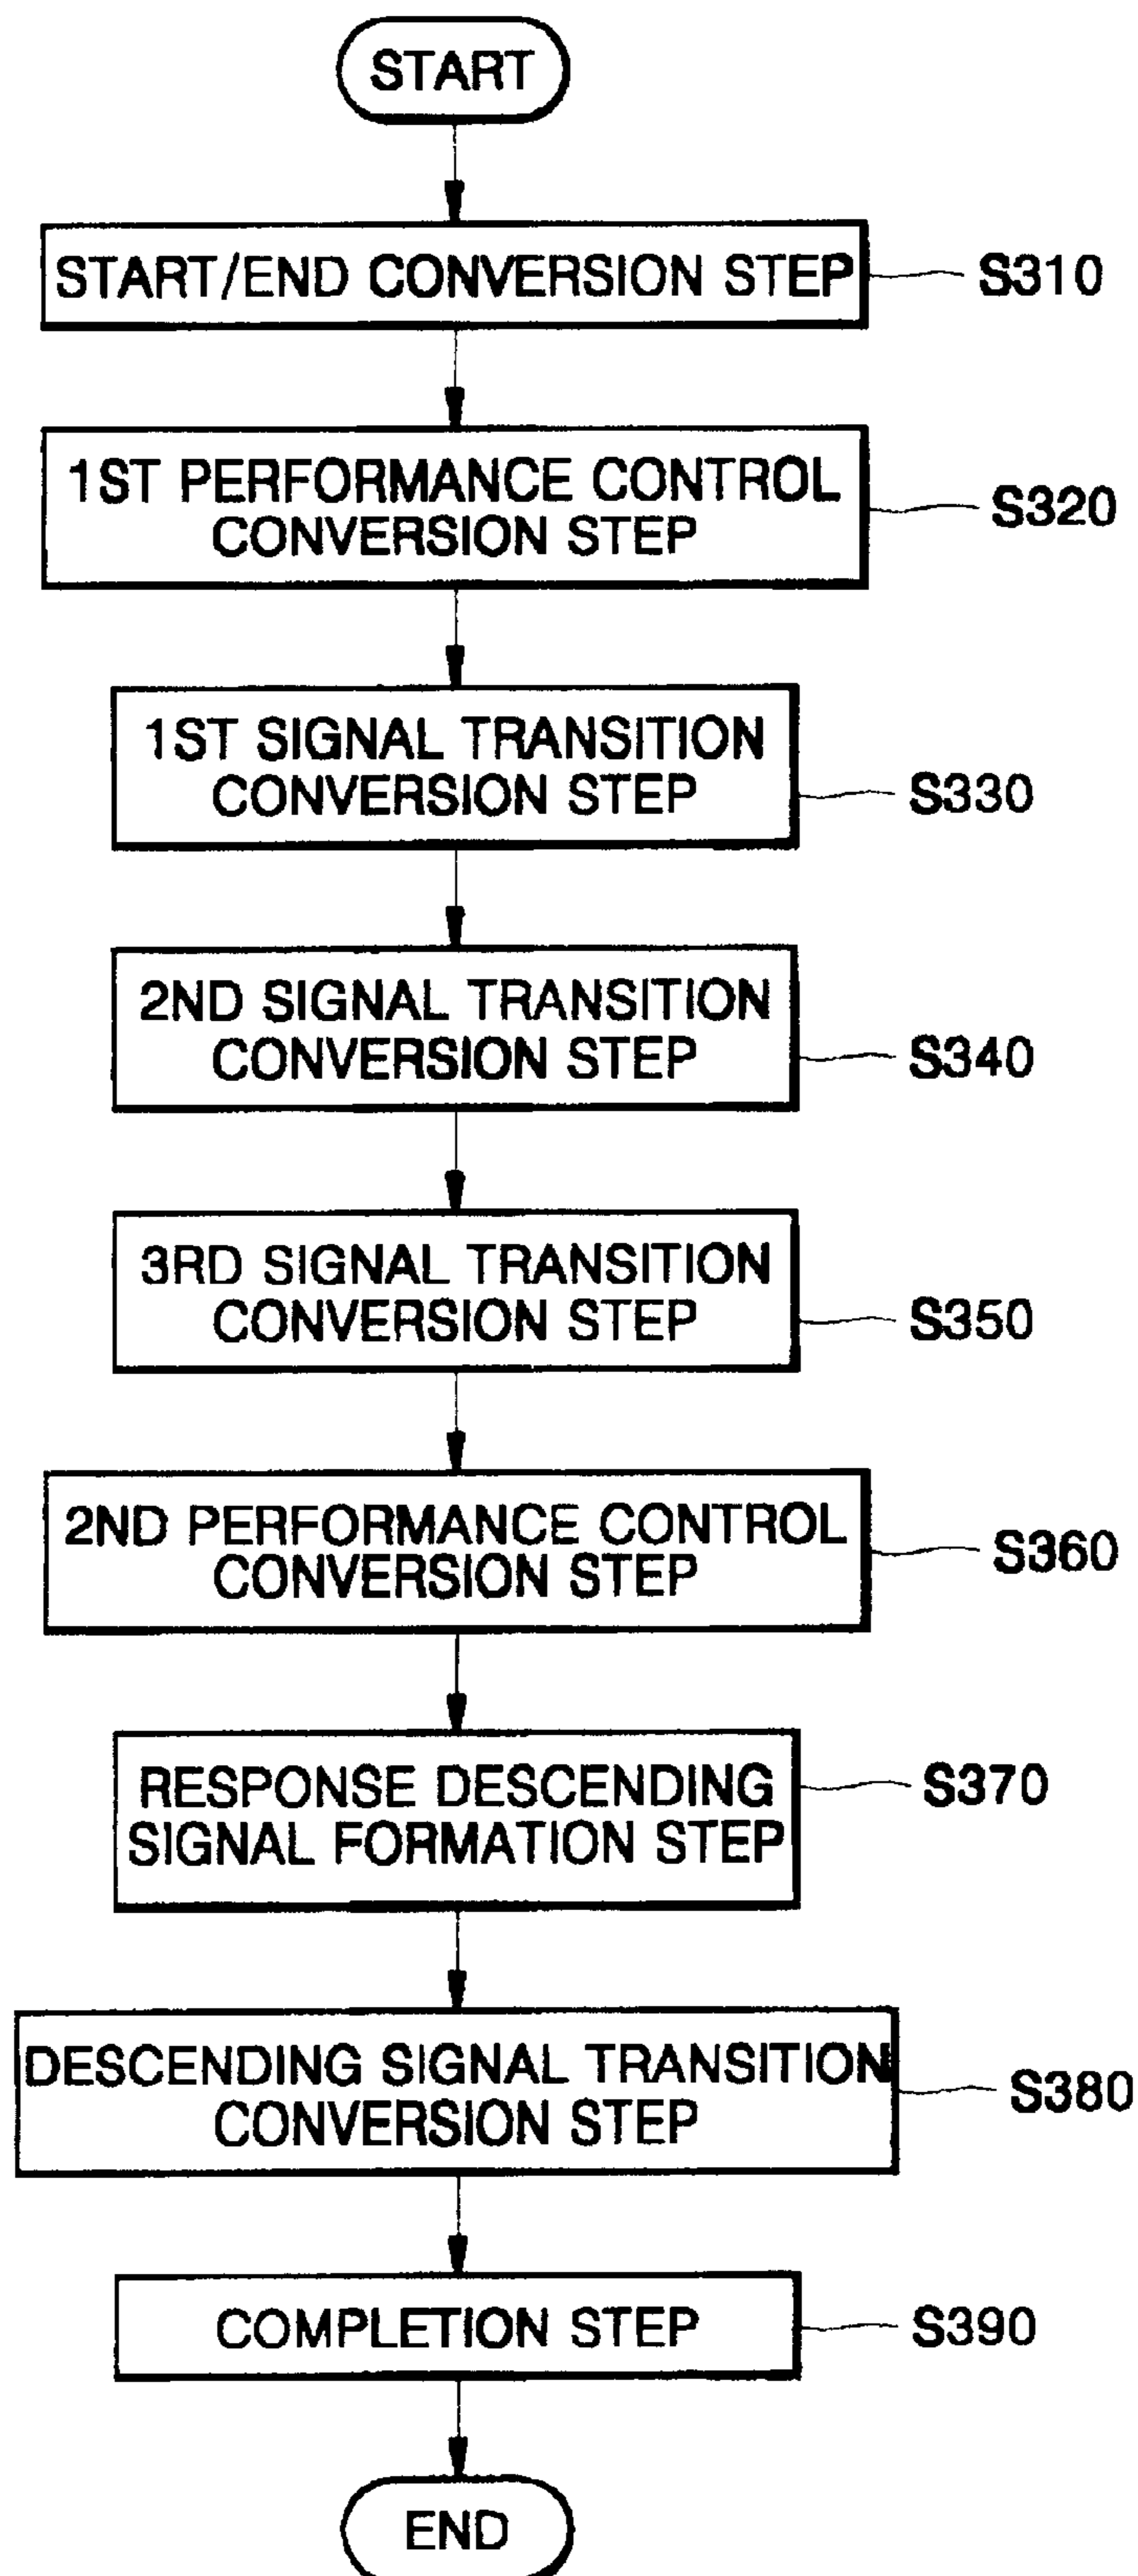 START
START/END CONVERSION STEP
S310
1ST PERFORMANCE CONTROL
CONVERSION STEP
S320
1ST SIGNAL TRANSITION
CONVERSION STEP
S330
2ND SIGNAL TRANSITION
CONVERSION STEP
S340
3RD SIGNAL TRANSITION
CONVERSION STEP
S350
2ND PERFORMANCE CONTROL
CONVERSION STEP
S360
RESPONSE DESCENDING
SIGNAL FORMATION STEP
S370
DESCENDING SIGNAL TRANSITION
CONVERSION STEP
S380
COMPLETION STEP
S390
END